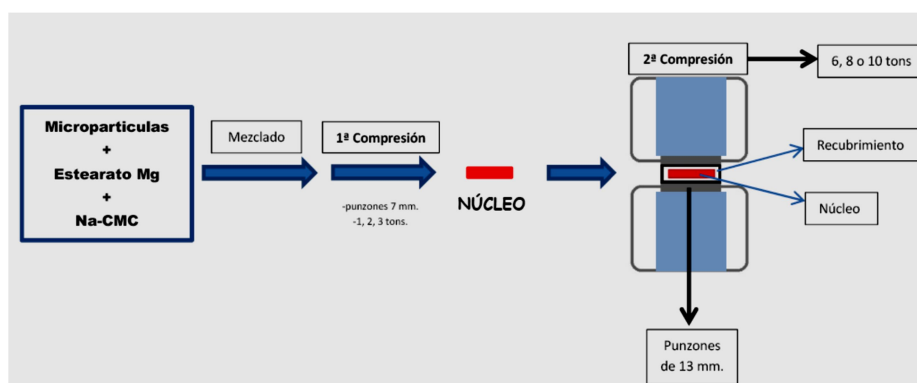 Microparticulas
+
Estearato Mg
+
Na-CMC
Mezclado
1ª Compresión
-punzones 7 mm.
-1, 2, 3 tons.
NÚCLEO
2ª Compresión
6, 8 o 10 tons
Recubrimiento
Núcleo
Punzones
de 13 mm.